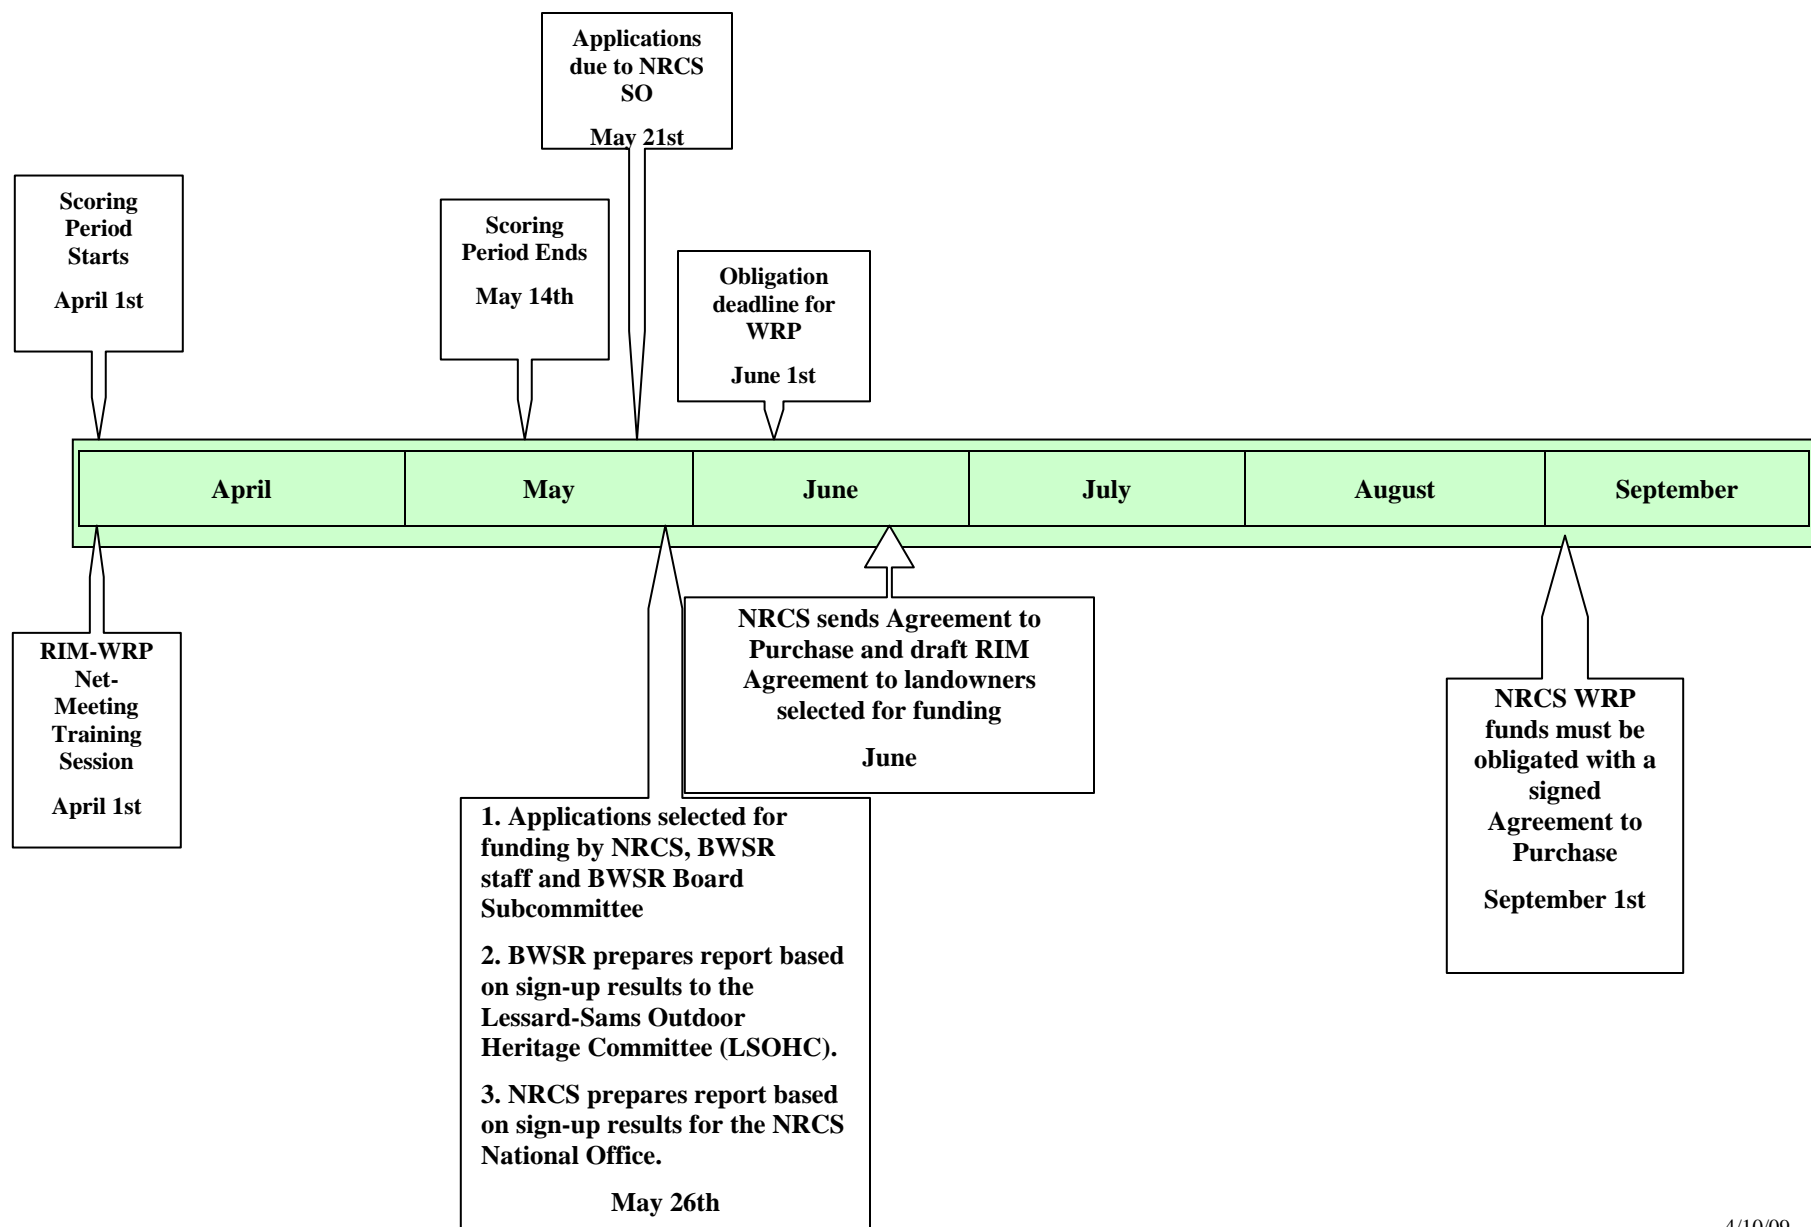 Applications
due to NRCS
SO
May 21st
Scoring
Period
Starts
April 1st
Scoring
Period Ends
May 14th
Obligation
deadline for
WRP
June 1st
April
May
June
July
August
September
RIM-WRP
Net-
Meeting
Training
Session
April 1st
NRCS sends Agreement to
Purchase and draft RIM
Agreement to landowners
selected for funding
June
NRCS WRP
funds must be
obligated with a
signed
Agreement to
Purchase
September 1st
1. Applications selected for
funding by NRCS, BWSR
staff and BWSR Board
Subcommittee
2. BWSR prepares report based
on sign-up results to the
Lessard-Sams Outdoor
Heritage Committee (LSOHC).
3. NRCS prepares report based
on sign-up results for the NRCS
National Office.
May 26th
4/10/09